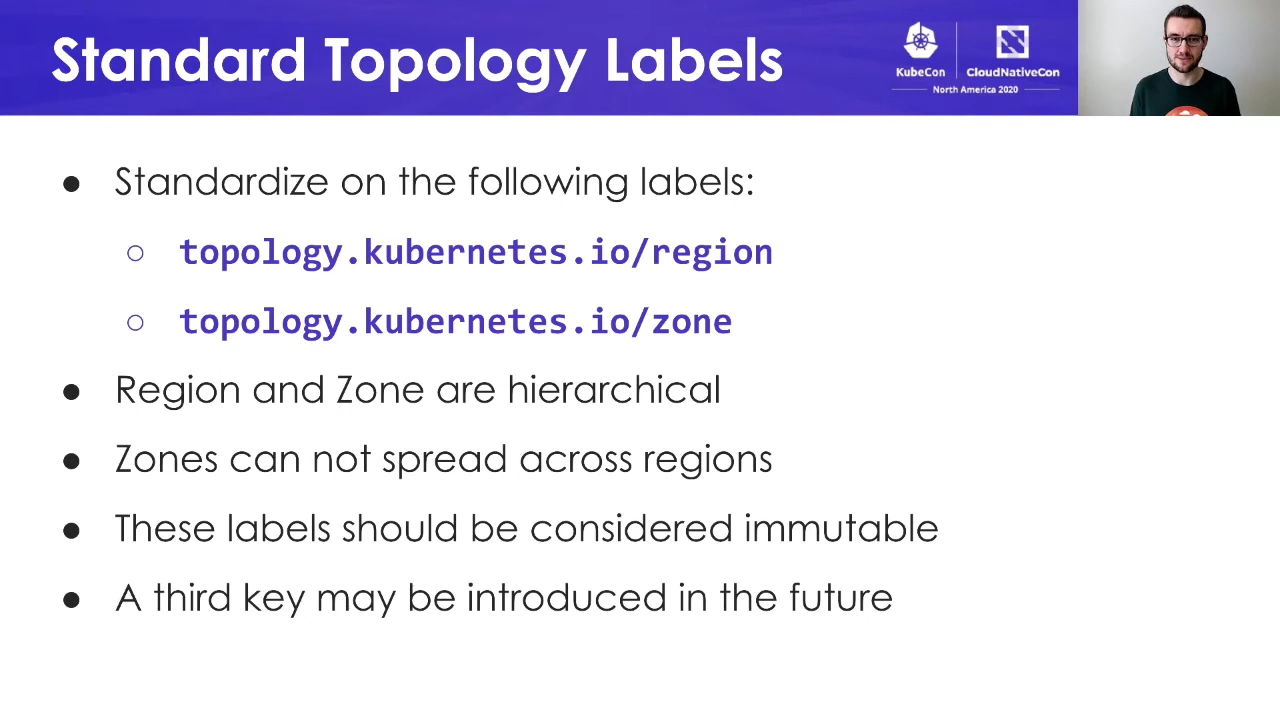 Standard Topology Labels
KubeCon
CloudNativeCon
North America 2020
● Standardize on the following labels:
○ topology.kubernetes.io/region
○ topology.kubernetes.io/zone
● Region and Zone are hierarchical
● Zones can not spread across regions
● These labels should be considered immutable
● A third key may be introduced in the future